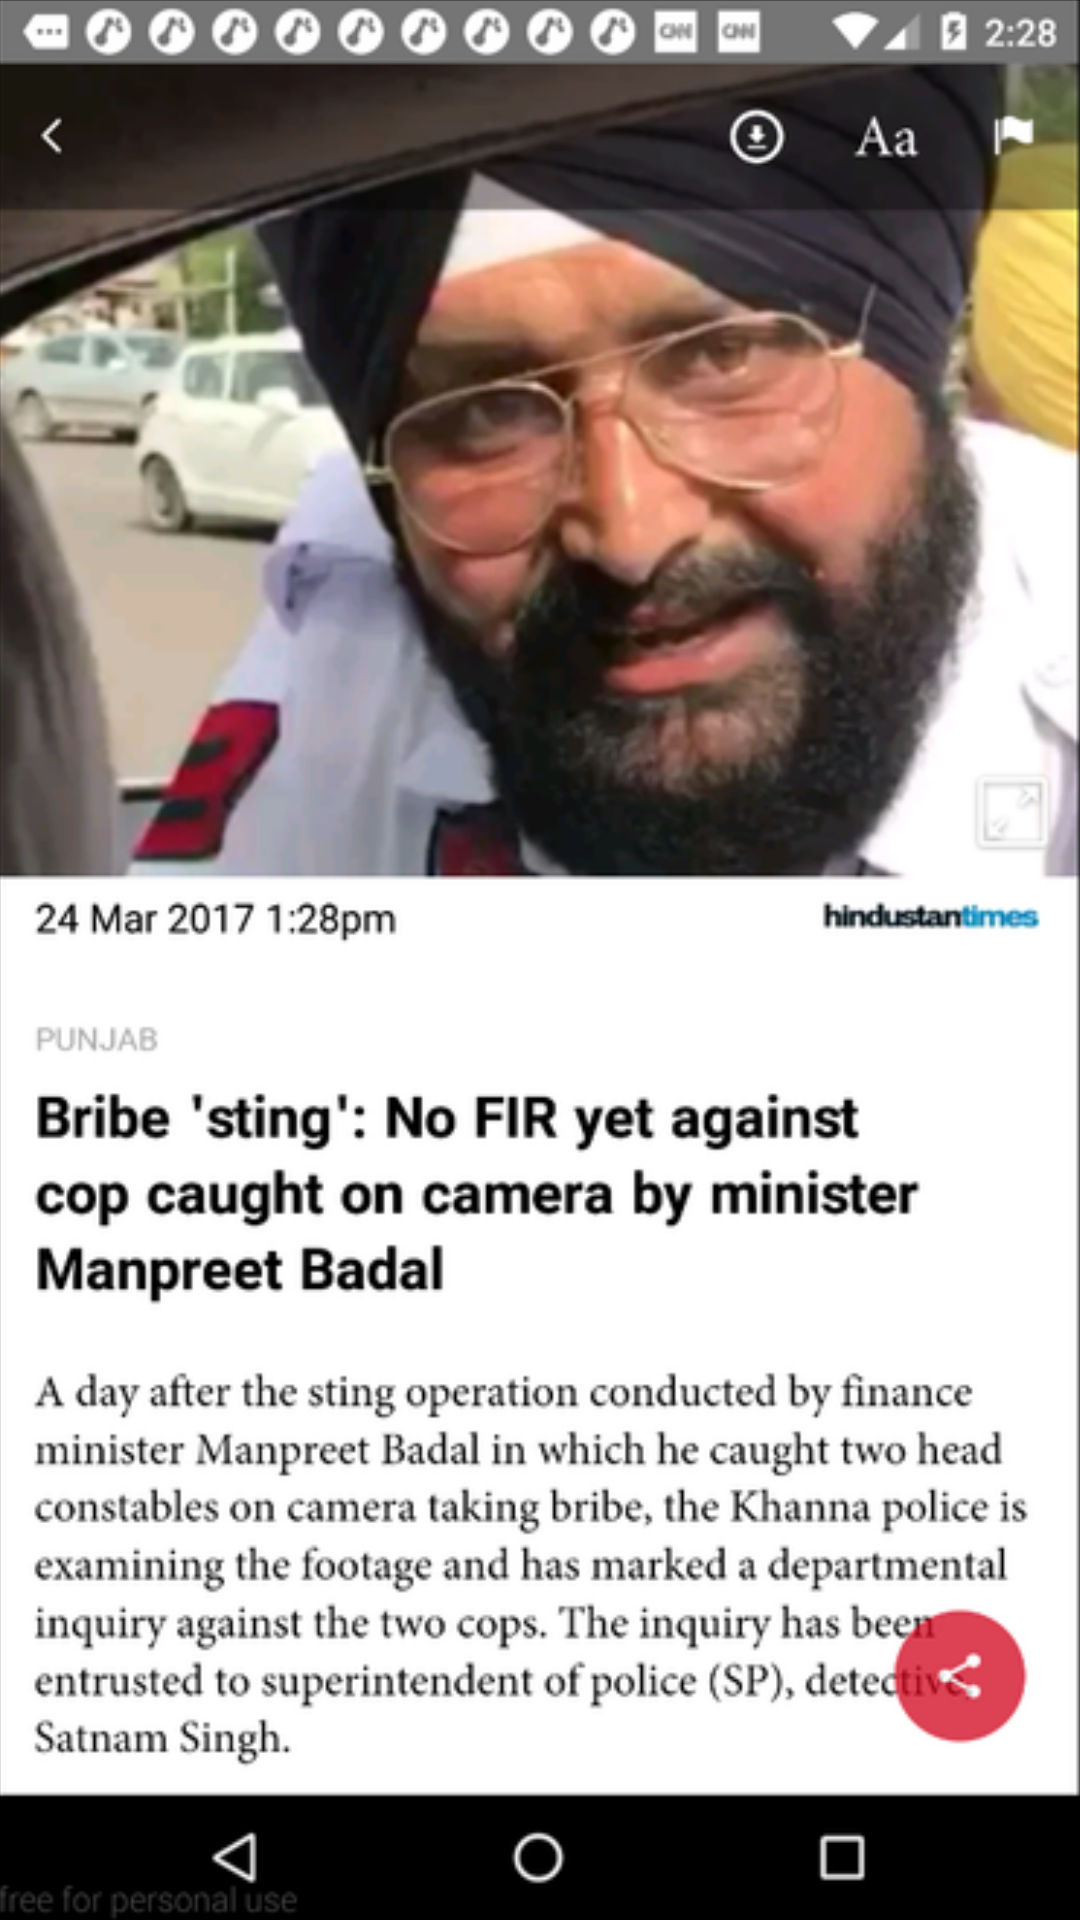 CNN CNN 2:28
Aa
24 Mar 2017 1:28pm
hindustantimes
PUNJAB
Bribe 'sting': No FIR yet against
cop caught on camera by minister
Manpreet Badal
A day after the sting operation conducted by finance
minister Manpreet Badal in which he caught two head
constables on camera taking bribe, the Khanna police is
examining the footage and has marked a departmental
inquiry against the two cops. The inquiry has been
entrusted to superintendent of police (SP), detective,
Satnam Singh.
free for personal use